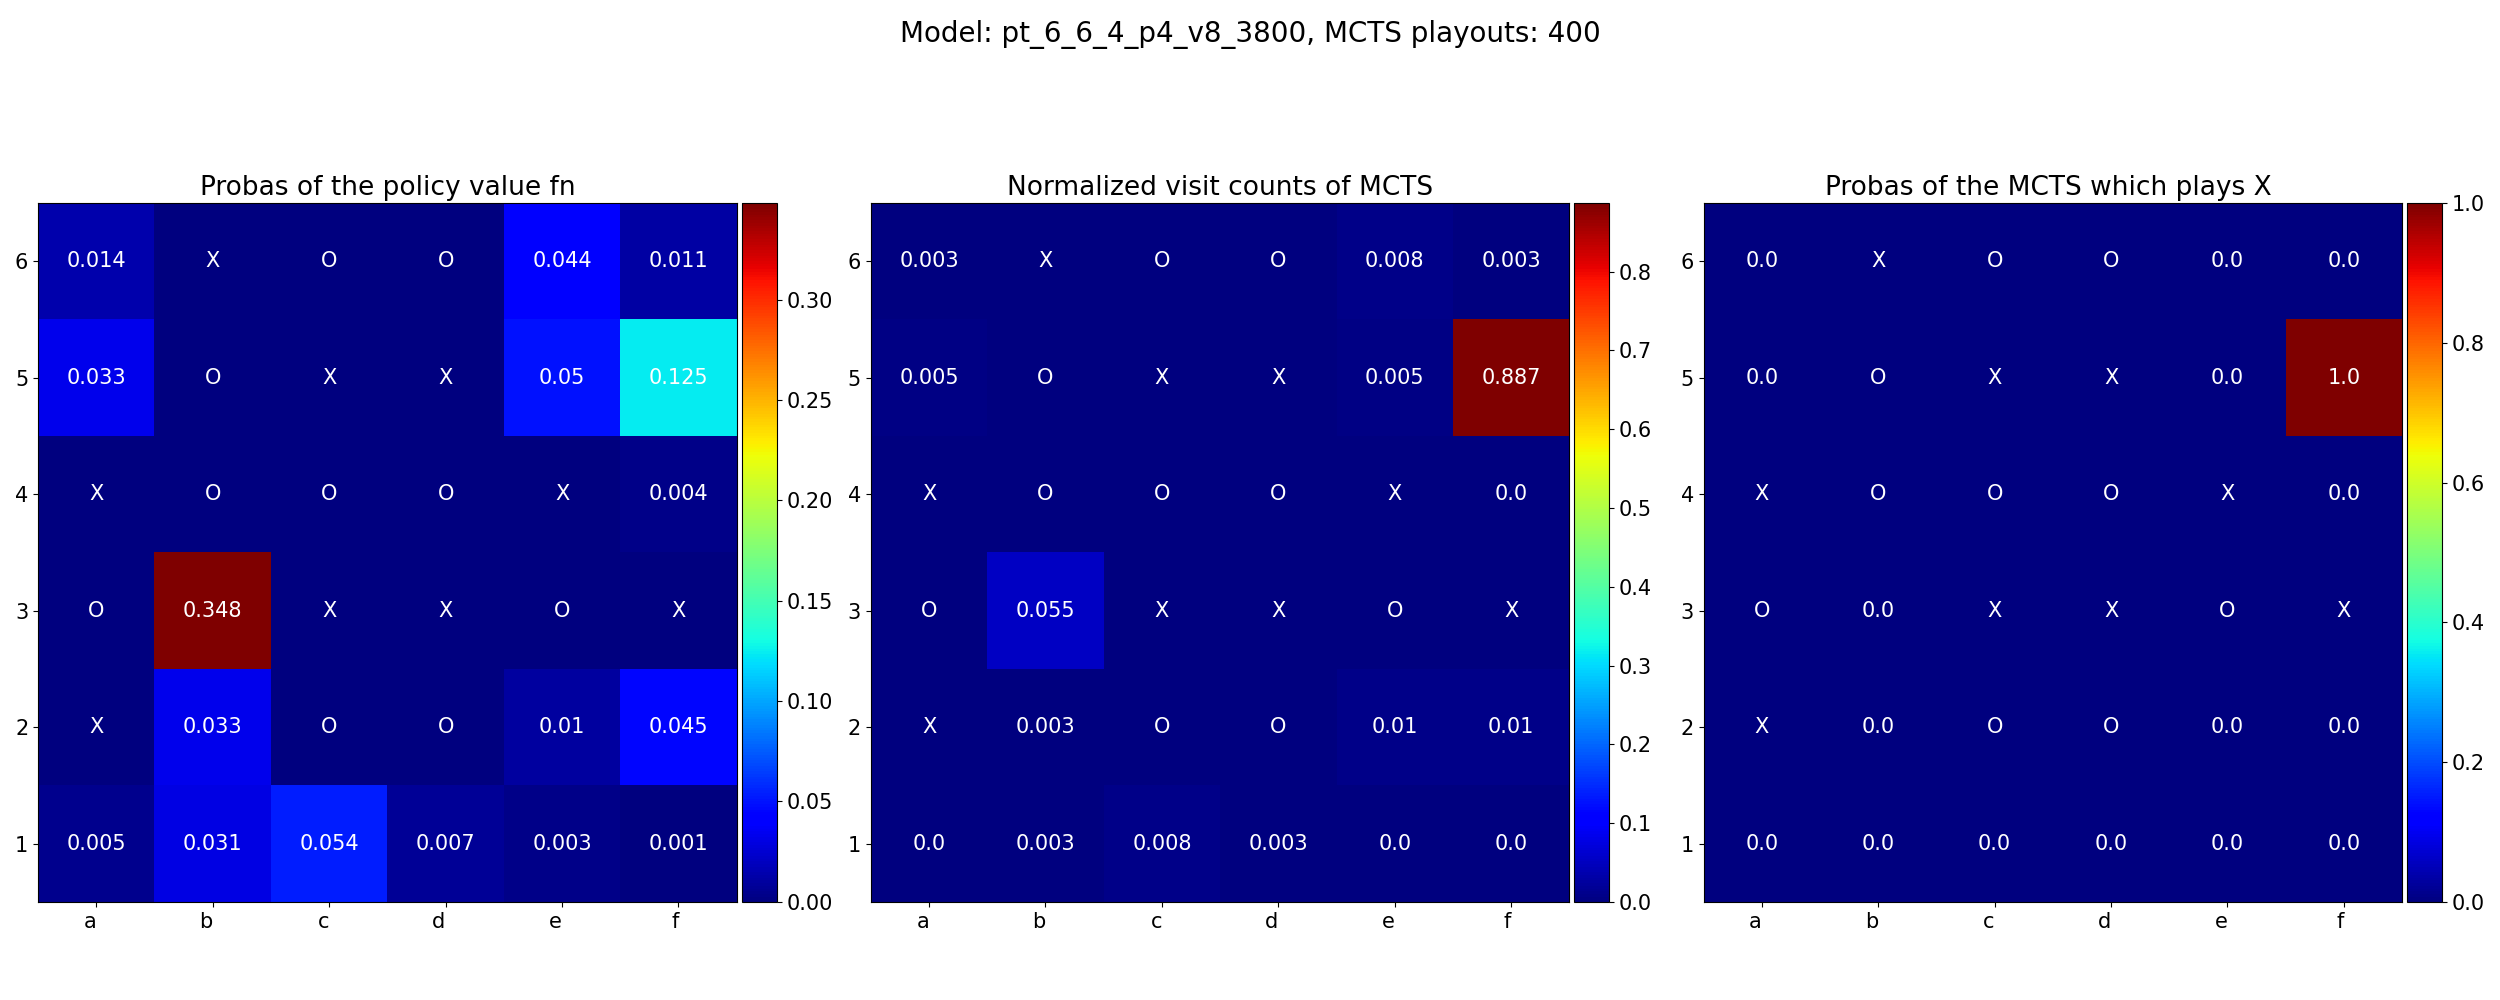 Model: pt_6_6_4_p4_v8_3800, MCTS playouts: 400
Probas of the policy value fn
6 0.014 X O O 0.044 0.011
5 0.033 O X X 0.05 0.125
4 X O O O X 0.004
3 O 0.348 X X O X
2 X 0.033 O O 0.01 0.045
1 0.005 0.031 0.054 0.007 0.003 0.001
a b c d e f
0.30
0.25
0.20
0.15
0.10
0.05
0.00
Normalized visit counts of MCTS
6 0.003 X O O 0.008 0.003
5 0.005 O X X 0.005 0.887
4 X O O O X 0.0
3 O 0.055 X X O X
2 X 0.003 O O 0.01 0.01
1 0.0 0.003 0.008 0.003 0.0 0.0
a b c d e f
0.8
0.7
0.6
0.5
0.4
0.3
0.2
0.1
0.0
Probas of the MCTS which plays X
6 0.0 X O O 0.0 0.0
5 0.0 O X X 0.0 1.0
4 X O O O X 0.0
3 O 0.0 X X O X
2 X 0.0 O O 0.0 0.0
1 0.0 0.0 0.0 0.0 0.0 0.0
a b c d e f
1.0
0.8
0.6
0.4
0.2
0.0